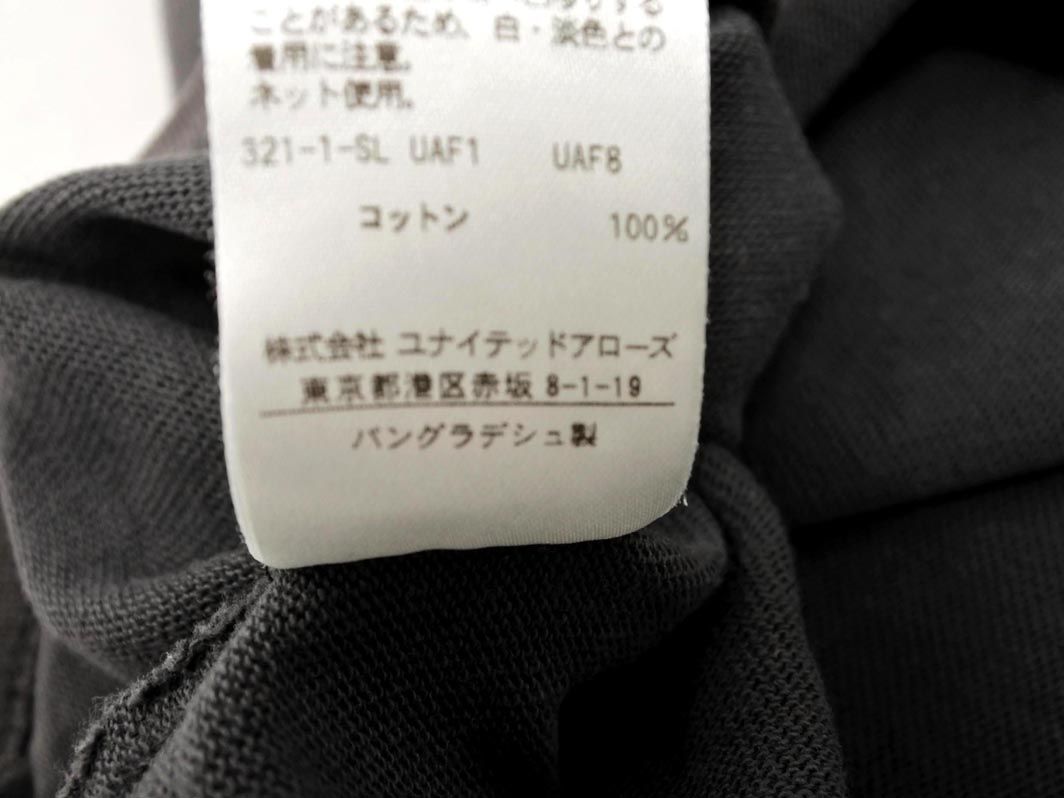 ことがあるため、白・淡色との
着用に注意。
ネット使用。
321-1-SL UAF1 UAF8
コットン 100%
株式会社 ユナイテッドアローズ
東京都港区赤坂 8-1-19
バングラデシュ製